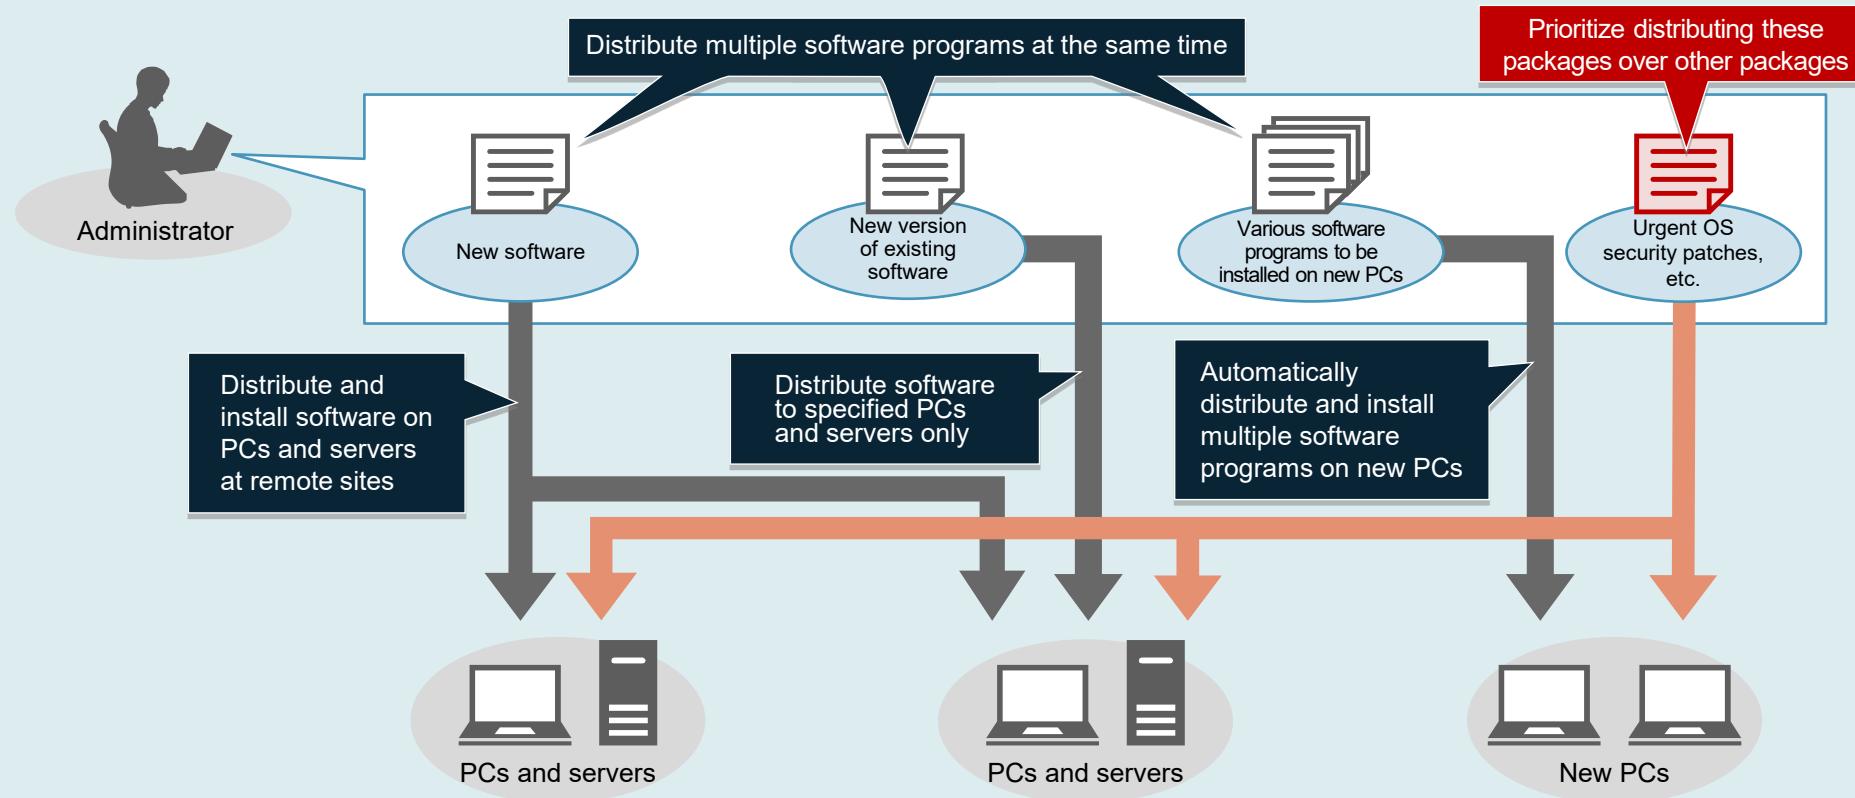 Distribute multiple software programs at the same time
Prioritize distributing these
packages over other packages
Administrator
New software
New version
of existing
software
Various software
programs to be
installed on new PCs
Urgent OS
security patches,
etc.
Distribute and
install software on
PCs and servers
at remote sites
Distribute software
to specified PCs
and servers only
Automatically
distribute and install
multiple software
programs on new PCs
PCs and servers
PCs and servers
New PCs